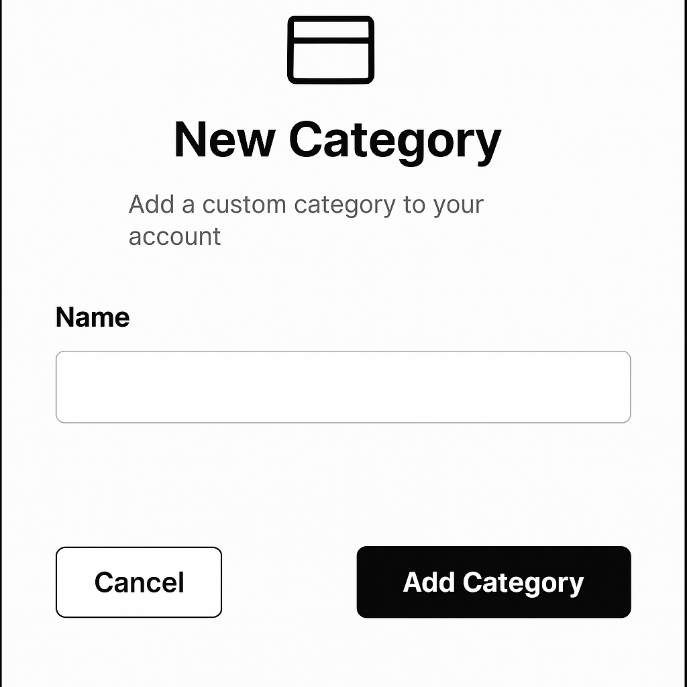 New Category
Add a custom category to your
account
Name
Cancel
Add Category